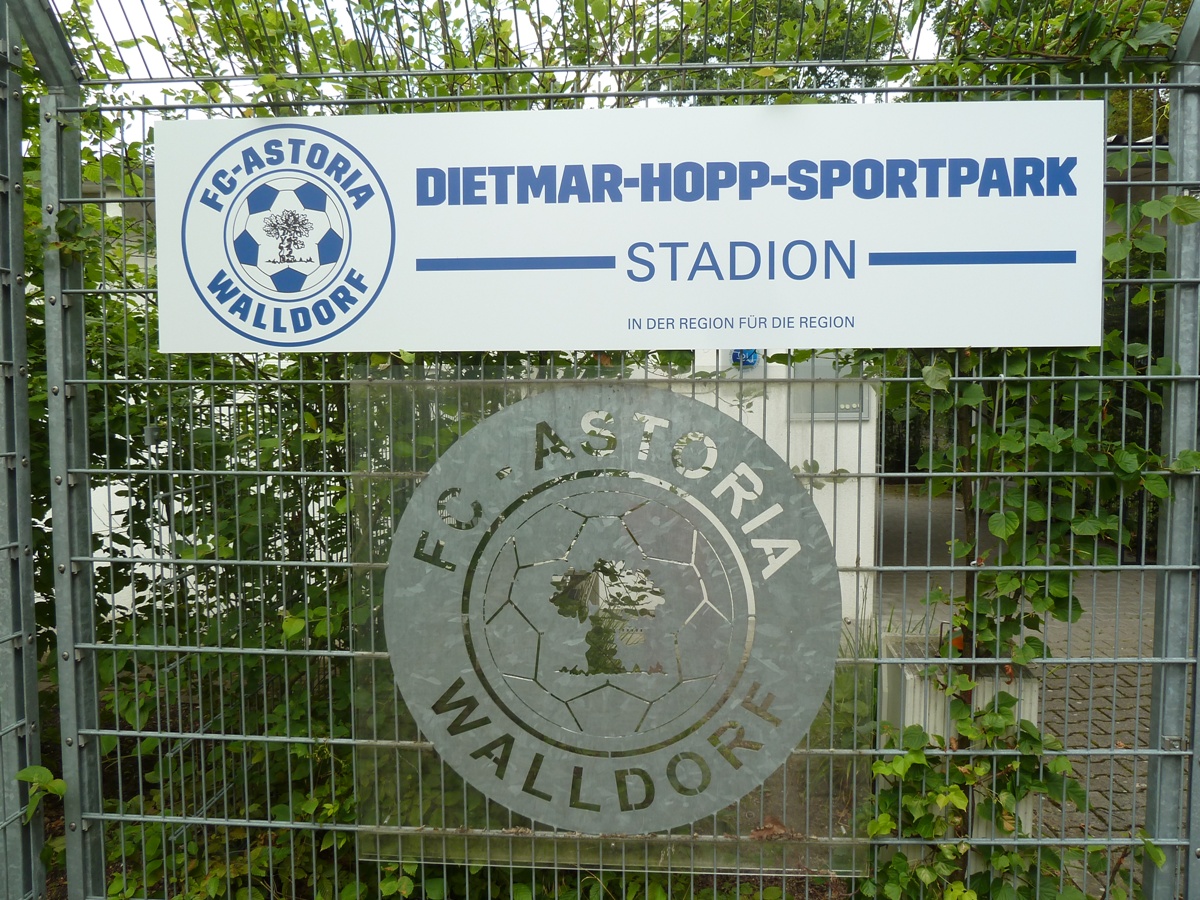 FC-ASTORIA
WALLDORF
DIETMAR-HOPP-SPORTPARK
STADION
IN DER REGION FÜR DIE REGION
FC-ASTORIA
WALLDORF